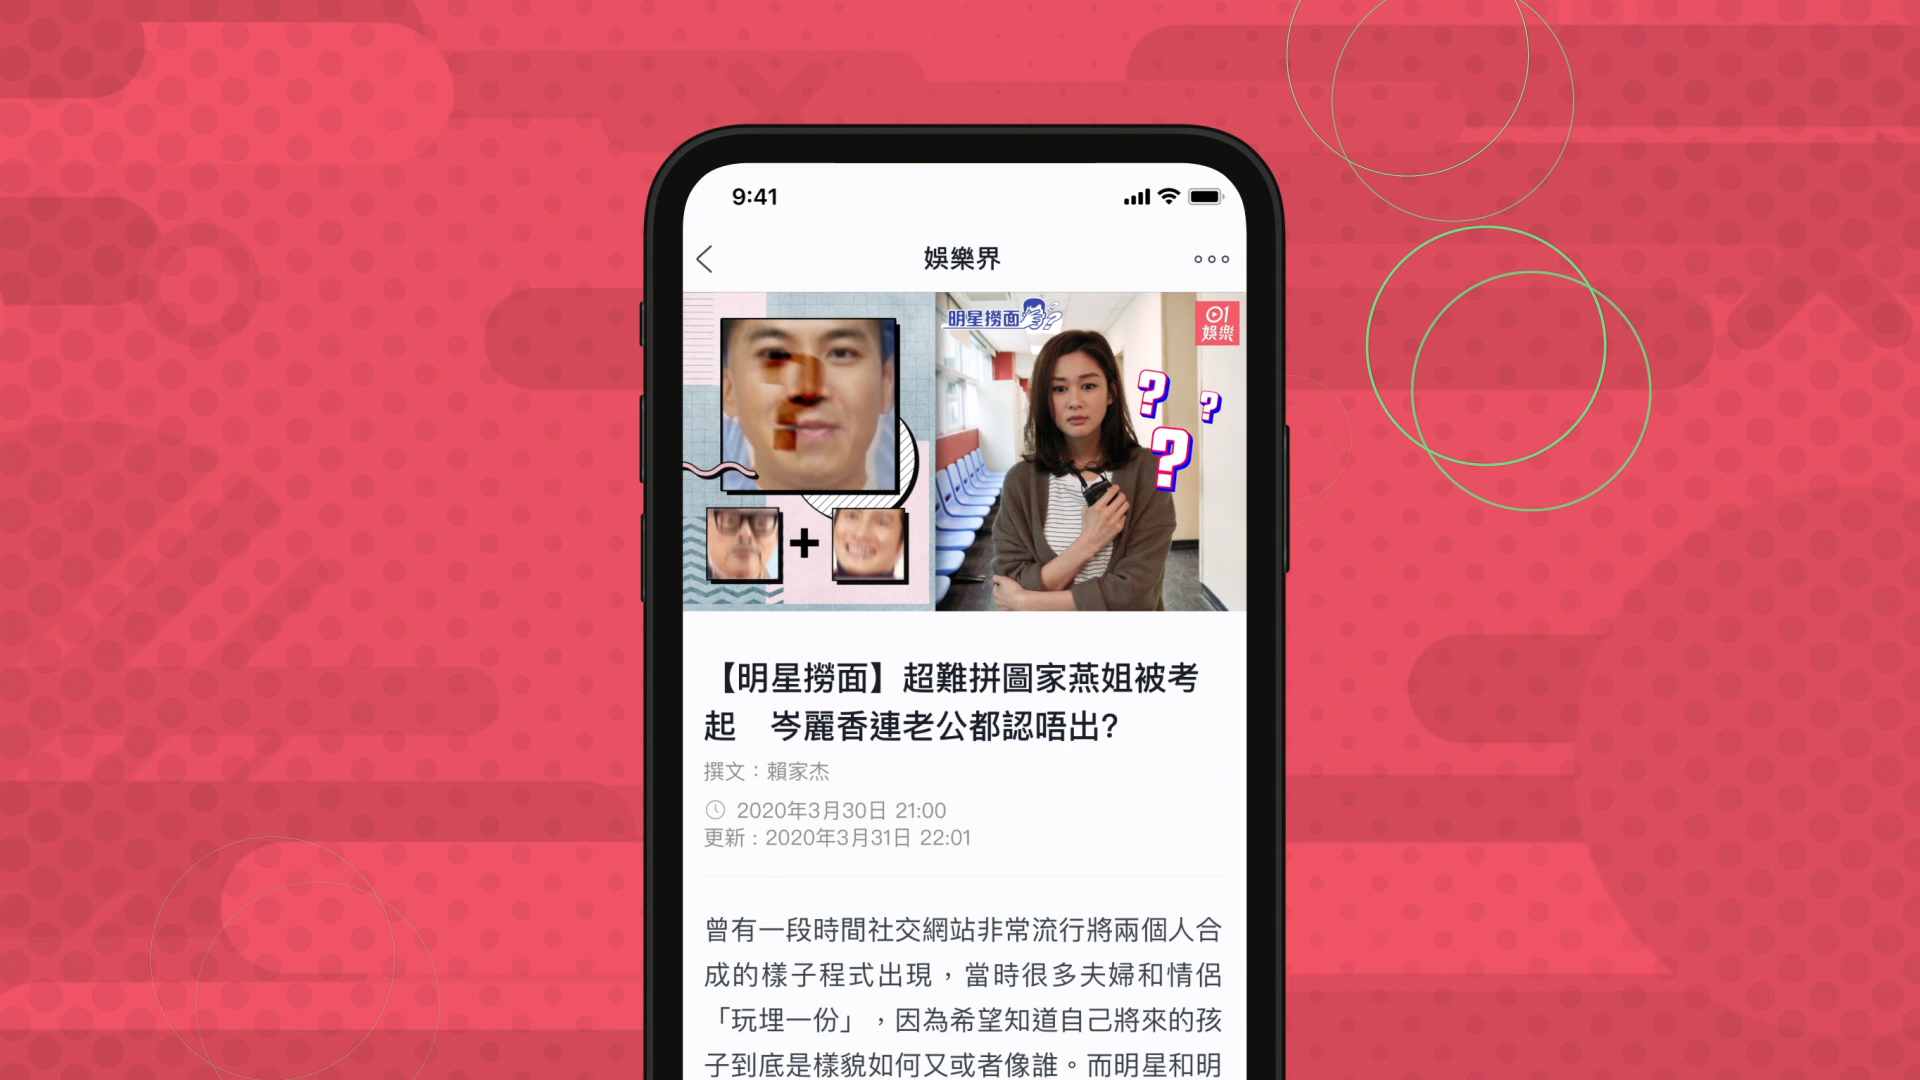 9:41
娛樂界
明星撈面
01
娛樂
? ? ?
+
【明星撈面】超難拼圖家燕姐被考
起　岑麗香連老公都認唔出?
撰文：賴家杰
2020年3月30日 21:00
更新：2020年3月31日 22:01
曾有一段時間社交網站非常流行將兩個人合
成的樣子程式出現，當時很多夫婦和情侶
「玩埋一份」，因為希望知道自己將來的孩
子到底是樣貌如何又或者像誰。而明星和明